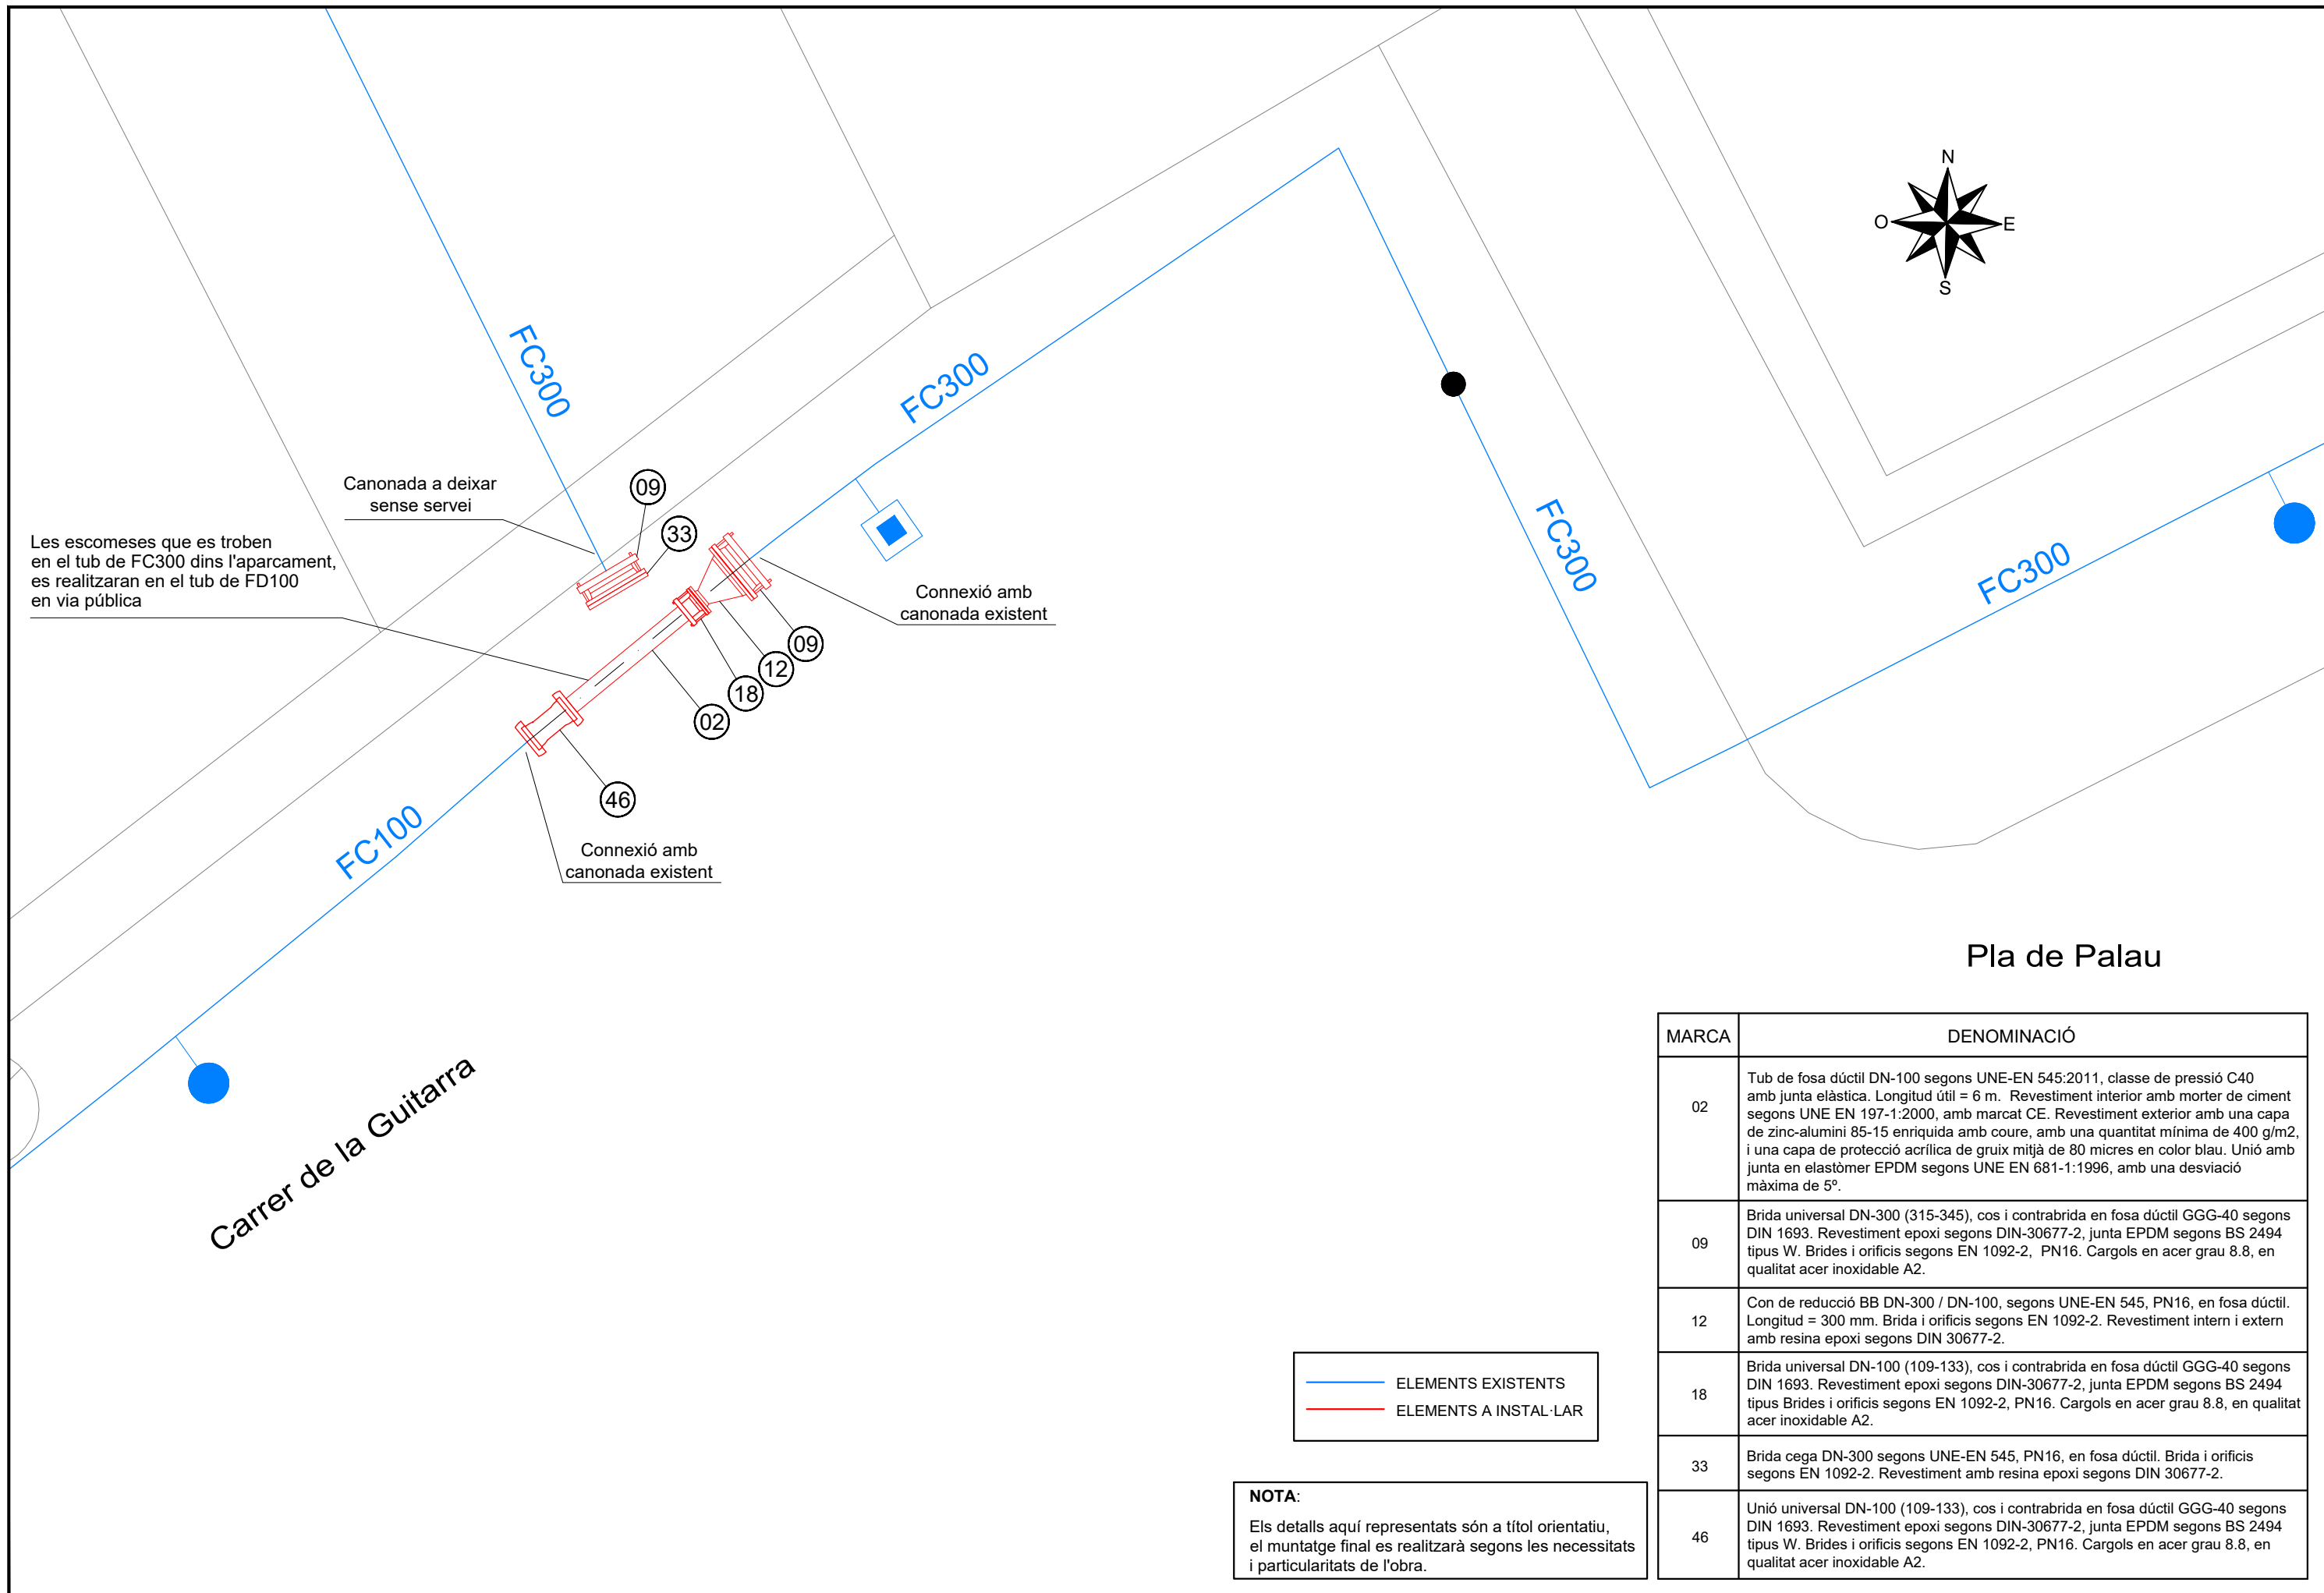 N
O
E
S
FC300
FC300
FC300
FC300
Canonada a deixar
sense servei
09
33
Les escomeses que es troben
en el tub de FC300 dins l'aparcament,
es realitzaran en el tub de FD100
en via pública
Connexió amb
canonada existent
09
12
18
02
46
FC100
Connexió amb
canonada existent
Carrer de la Guitarra
Pla de Palau
MARCA
DENOMINACIÓ
02
Tub de fosa dúctil DN-100 segons UNE-EN 545:2011, classe de pressió C40
amb junta elàstica. Longitud útil = 6 m. Revestiment interior amb morter de ciment
segons UNE EN 197-1:2000, amb marcat CE. Revestiment exterior amb una capa
de zinc-alumini 85-15 enriquida amb coure, amb una quantitat mínima de 400 g/m2,
i una capa de protecció acrílica de gruix mitjà de 80 micres en color blau. Unió amb
junta en elastòmer EPDM segons UNE EN 681-1:1996, amb una desviació
màxima de 5º.
09
Brida universal DN-300 (315-345), cos i contrabrida en fosa dúctil GGG-40 segons
DIN 1693. Revestiment epoxi segons DIN-30677-2, junta EPDM segons BS 2494
tipus W. Brides i orificis segons EN 1092-2, PN16. Cargols en acer grau 8.8, en
qualitat acer inoxidable A2.
12
Con de reducció BB DN-300 / DN-100, segons UNE-EN 545, PN16, en fosa dúctil.
Longitud = 300 mm. Brida i orificis segons EN 1092-2. Revestiment intern i extern
amb resina epoxi segons DIN 30677-2.
18
Brida universal DN-100 (109-133), cos i contrabrida en fosa dúctil GGG-40 segons
DIN 1693. Revestiment epoxi segons DIN-30677-2, junta EPDM segons BS 2494
tipus Brides i orificis segons EN 1092-2, PN16. Cargols en acer grau 8.8, en qualitat
acer inoxidable A2.
33
Brida cega DN-300 segons UNE-EN 545, PN16, en fosa dúctil. Brida i orificis
segons EN 1092-2. Revestiment amb resina epoxi segons DIN 30677-2.
46
Unió universal DN-100 (109-133), cos i contrabrida en fosa dúctil GGG-40 segons
DIN 1693. Revestiment epoxi segons DIN-30677-2, junta EPDM segons BS 2494
tipus W. Brides i orificis segons EN 1092-2, PN16. Cargols en acer grau 8.8, en
qualitat acer inoxidable A2.
ELEMENTS EXISTENTS
ELEMENTS A INSTAL·LAR
NOTA:
Els detalls aquí representats són a títol orientatiu,
el muntatge final es realitzarà segons les necessitats
i particularitats de l'obra.